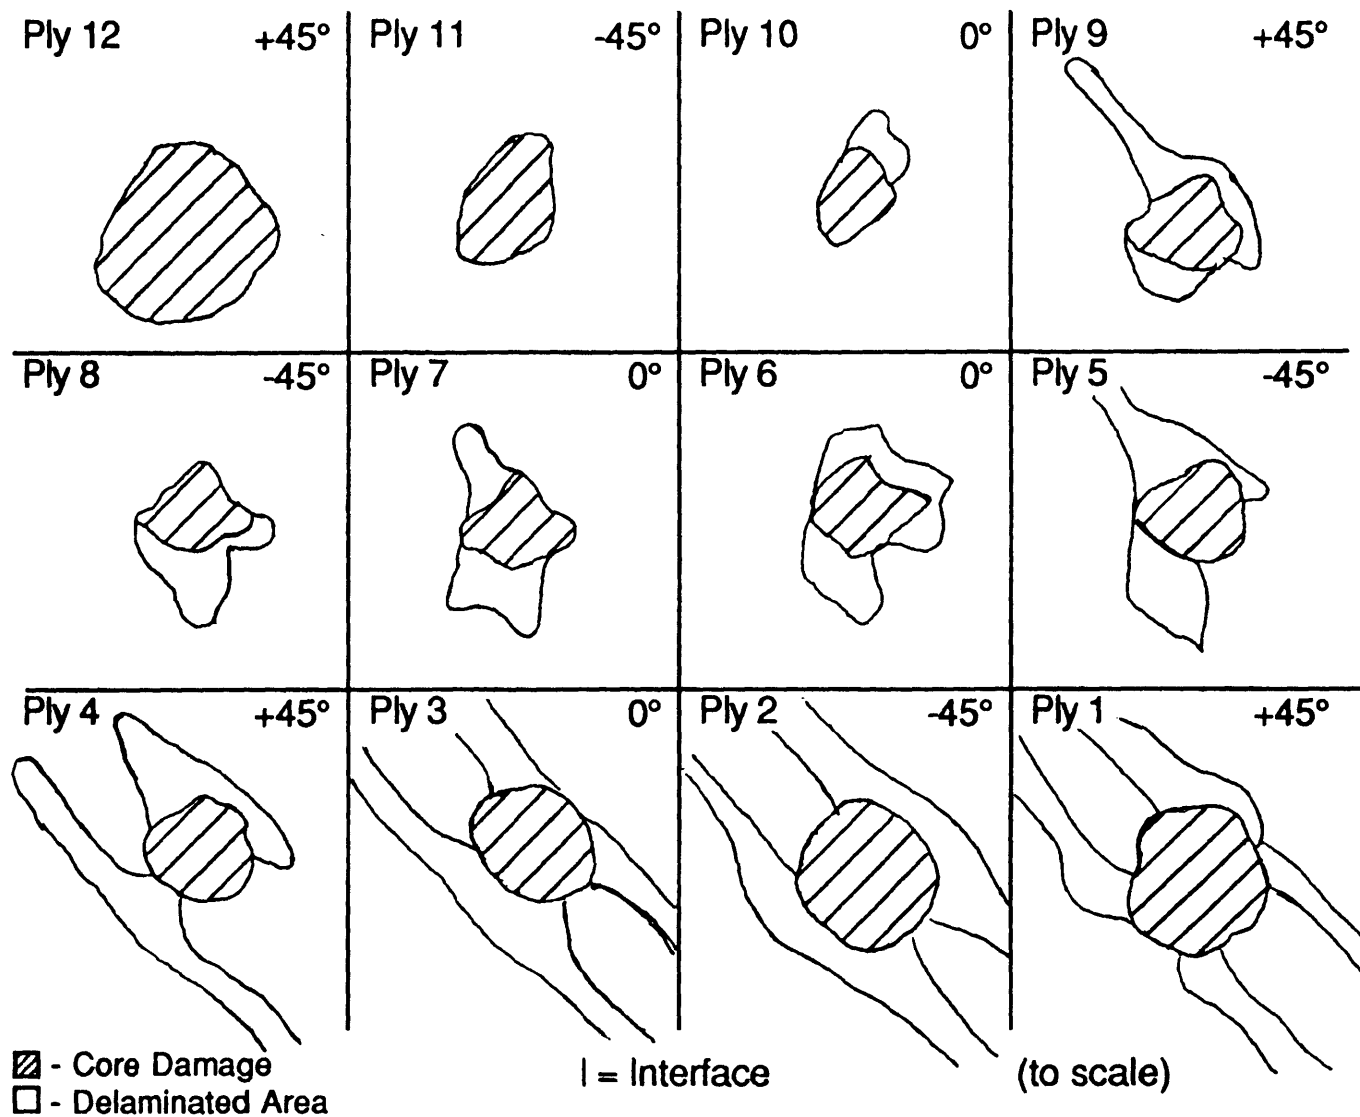 Ply 12 +45° Ply 11 -45° Ply 10 0° Ply 9 +45°
Ply 8 -45° Ply 7 0° Ply 6 0° Ply 5 -45°
Ply 4 +45° Ply 3 0° Ply 2 -45° Ply 1 +45°
- Core Damage I = Interface (to scale)
- Delaminated Area